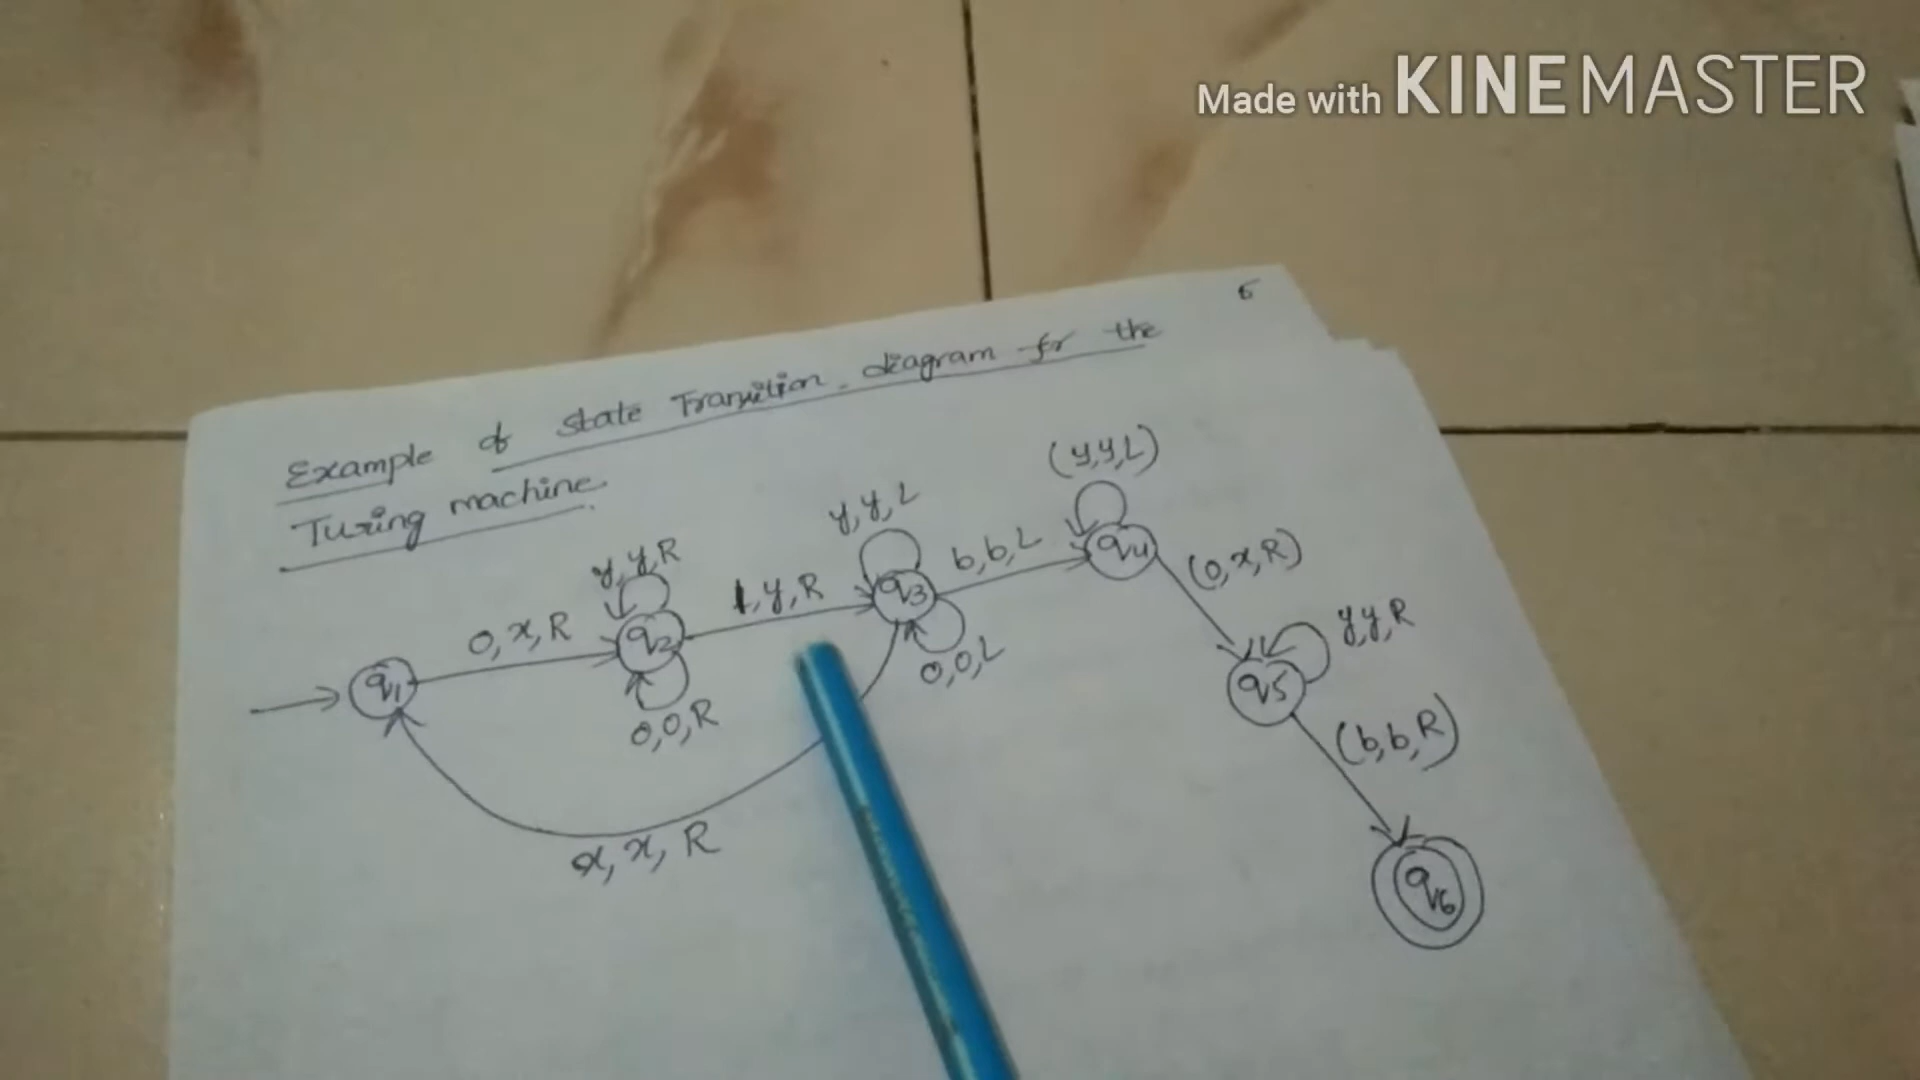 Made with KINEMASTER
6
Example of state Transition diagram for the
Turing machine.
(y,y,L)
y,y,L
y,y,R
b,b,L
q4
1,y,R
q3
(0,x,R)
0,x,R
q2
y,y,R
0,0,L
q1
q5
0,0,R
(b,b,R)
x,x,R
q6